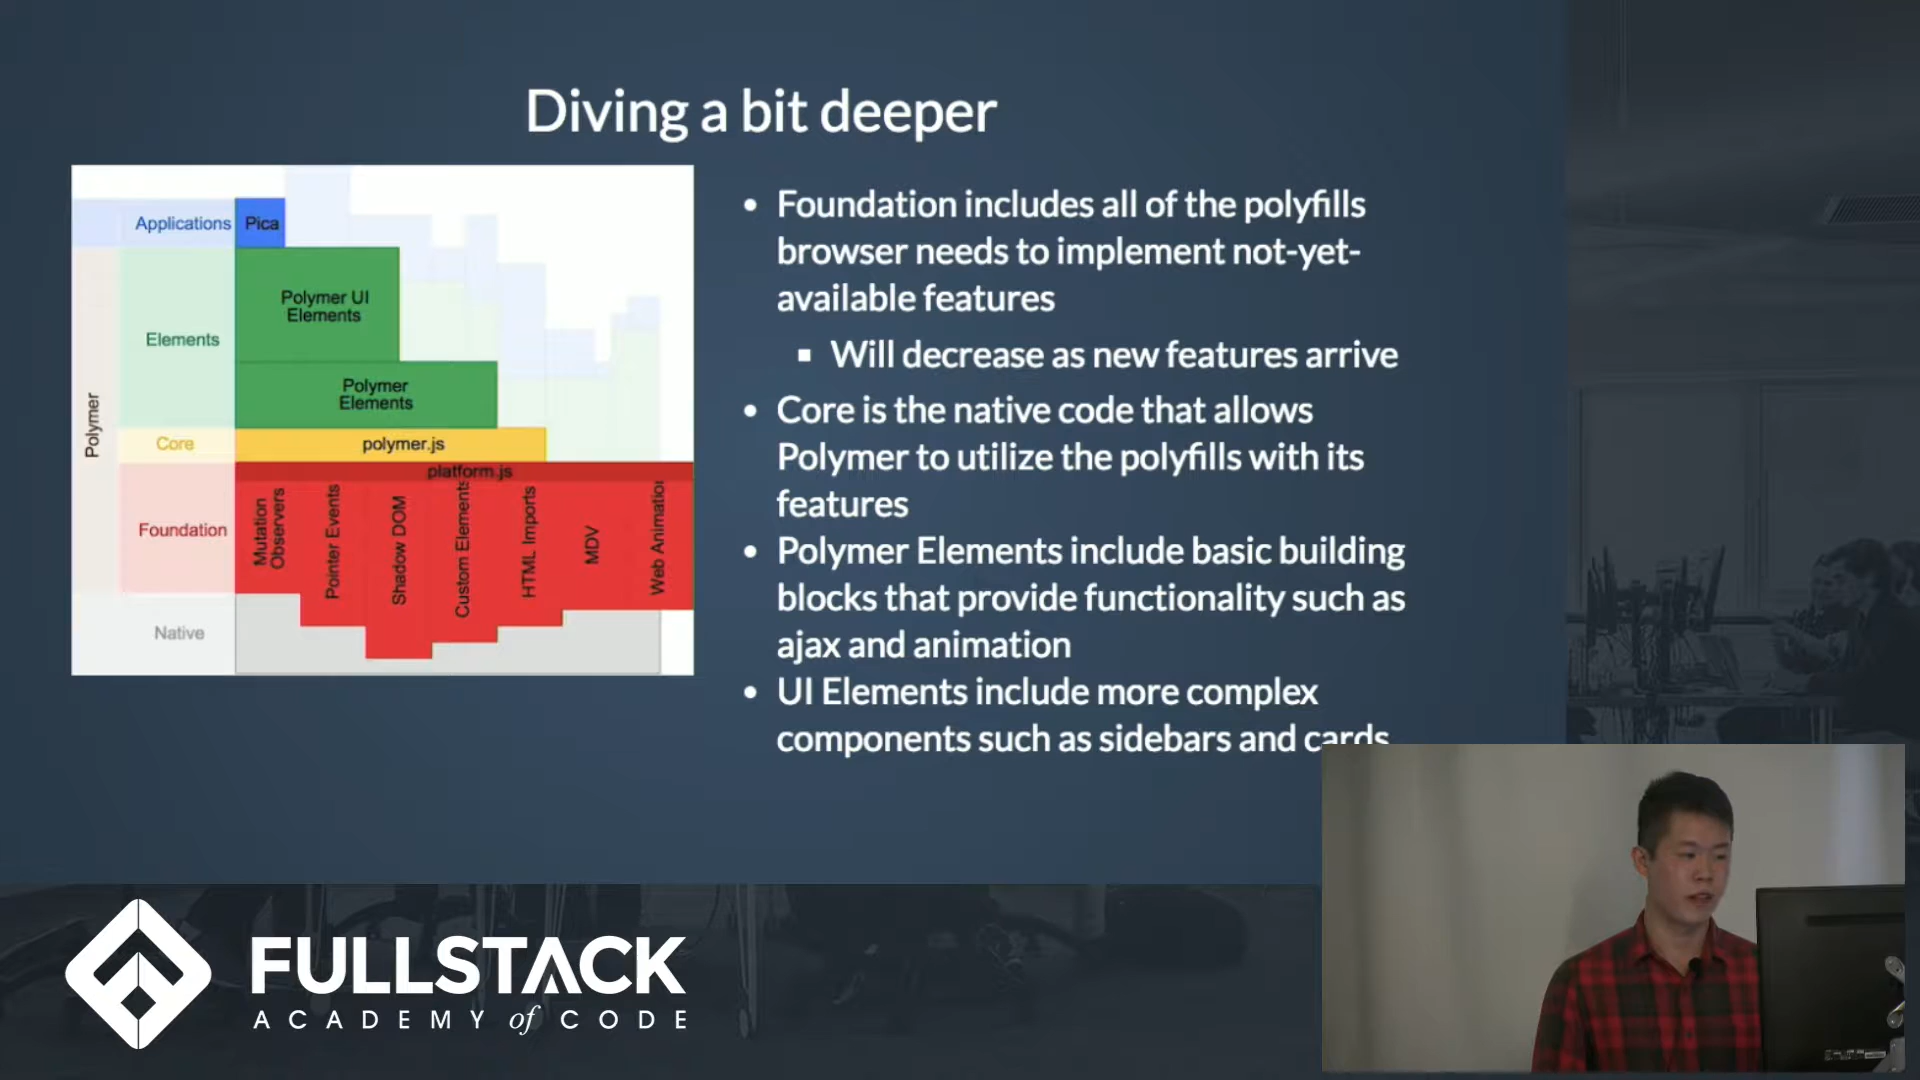 Diving a bit deeper
Applications
Pica
Elements
Polymer UI
Elements
Polymer
Elements
Polymer
Core
polymer.js
platform.js
Foundation
Mutation
Observers
Pointer Events
Shadow DOM
Custom Elements
HTML Imports
MDV
Web Animation
Native
• Foundation includes all of the polyfills
browser needs to implement not-yet-
available features
▪ Will decrease as new features arrive
• Core is the native code that allows
Polymer to utilize the polyfills with its
features
• Polymer Elements include basic building
blocks that provide functionality such as
ajax and animation
• UI Elements include more complex
components such as sidebars and cards
FULLSTACK
ACADEMY of CODE